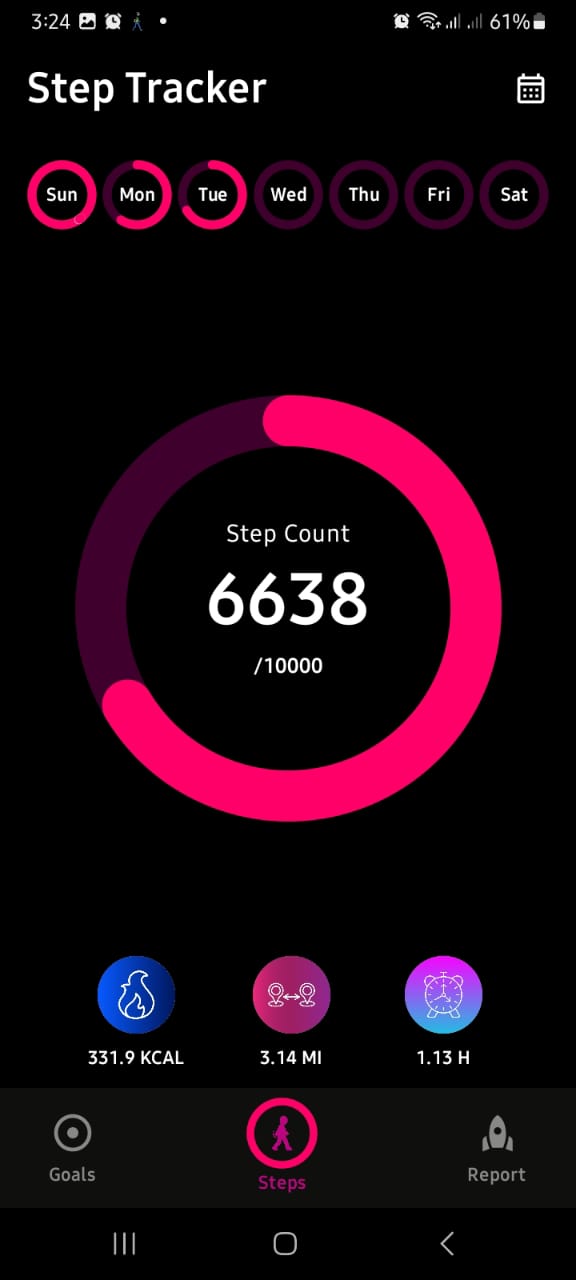 3:24 61%
Step Tracker
Sun Mon Tue Wed Thu Fri Sat
Step Count
6638
/10000
331.9 KCAL 3.14 MI 1.13 H
Goals Steps Report